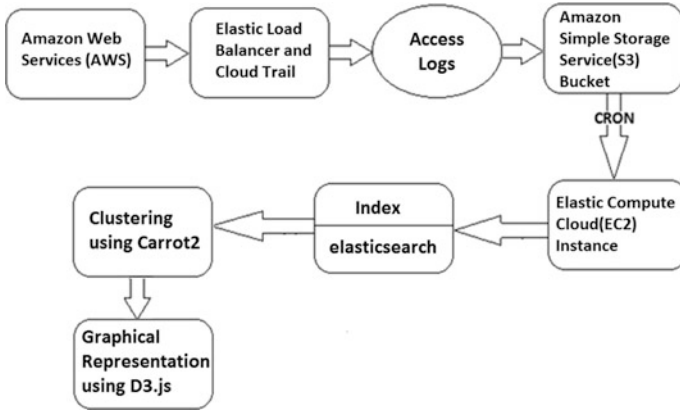 Amazon Web
Services (AWS)
Elastic Load
Balancer and
Cloud Trail
Access
Logs
Amazon
Simple Storage
Service(S3)
Bucket
CRON
Elastic Compute
Cloud(EC2)
Instance
Index
elasticsearch
Clustering
using Carrot2
Graphical
Representation
using D3.js